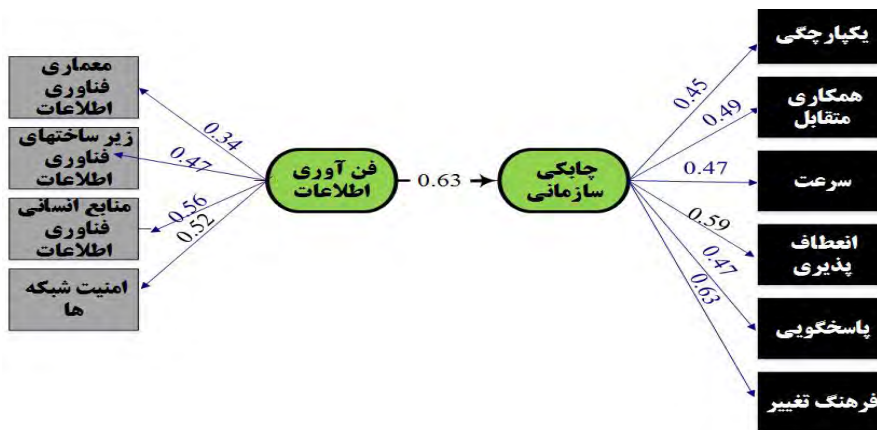 معماری
فناوری
اطلاعات
زیر ساختهای
فناوری
اطلاعات
منابع انسانی
فناوری
اطلاعات
امنیت شبکه
ها
0.34
0.47
0.56
0.52
فن آوری
اطلاعات
0.63
چابکی
سازمانی
0.45
0.49
0.47
0.59
0.47
0.63
یکپارچگی
همکاری
متقابل
سرعت
انعطاف
پذیری
پاسخگویی
فرهنگ تغییر